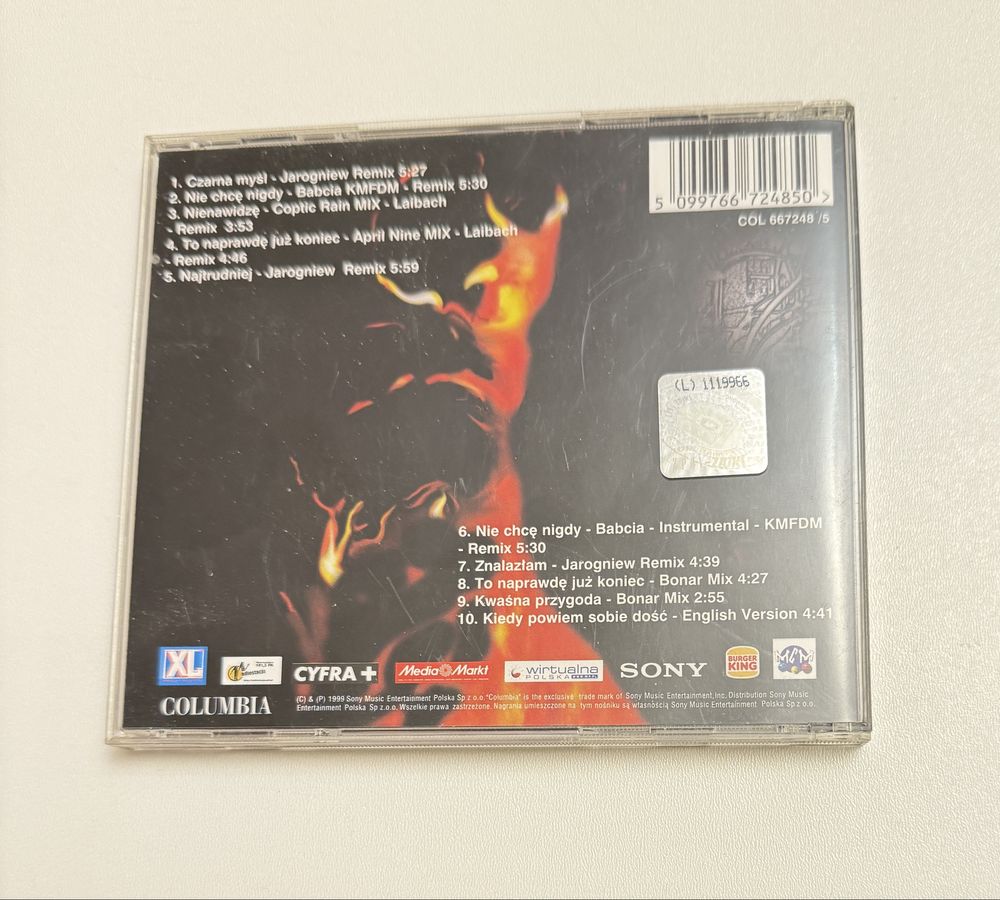 1. Czarna myśl - Jarogniew Remix 5:27
2. Nie chcę nigdy - Babcia KMFDM - Remix 5:30
3. Nienawidzę - Coptic Rain MIX - Laibach
- Remix 3:53
4. To naprawdę już koniec - April Nine MIX - Laibach
- Remix 4:46
5. Najtrudniej - Jarogniew Remix 5:59
5 099766 724850 >
COL 667248 /5
(L) 1119966
6. Nie chcę nigdy - Babcia - Instrumental - KMFDM
- Remix 5:30
7. Znalazłam - Jarogniew Remix 4:39
8. To naprawdę już koniec - Bonar Mix 4:27
9. Kwaśna przygoda - Bonar Mix 2:55
10. Kiedy powiem sobie dość - English Version 4:41
XL
CYFRA+
Media Markt
wirtualna
POLSKA
SONY
BURGER
KING
COLUMBIA
(C) & (P) 1999 Sony Music Entertainment Polska Sp z o.o."Columbia" is the exclusive trade mark of Sony Music Entertainment,Inc. Distribution Sony Music
Entertainment Polska Sp z o.o. Wszelkie prawa zastrzeżone. Nagrania umieszczone na tym nośniku są własnością Sony Music Entertainment Polska Sp z o.o.